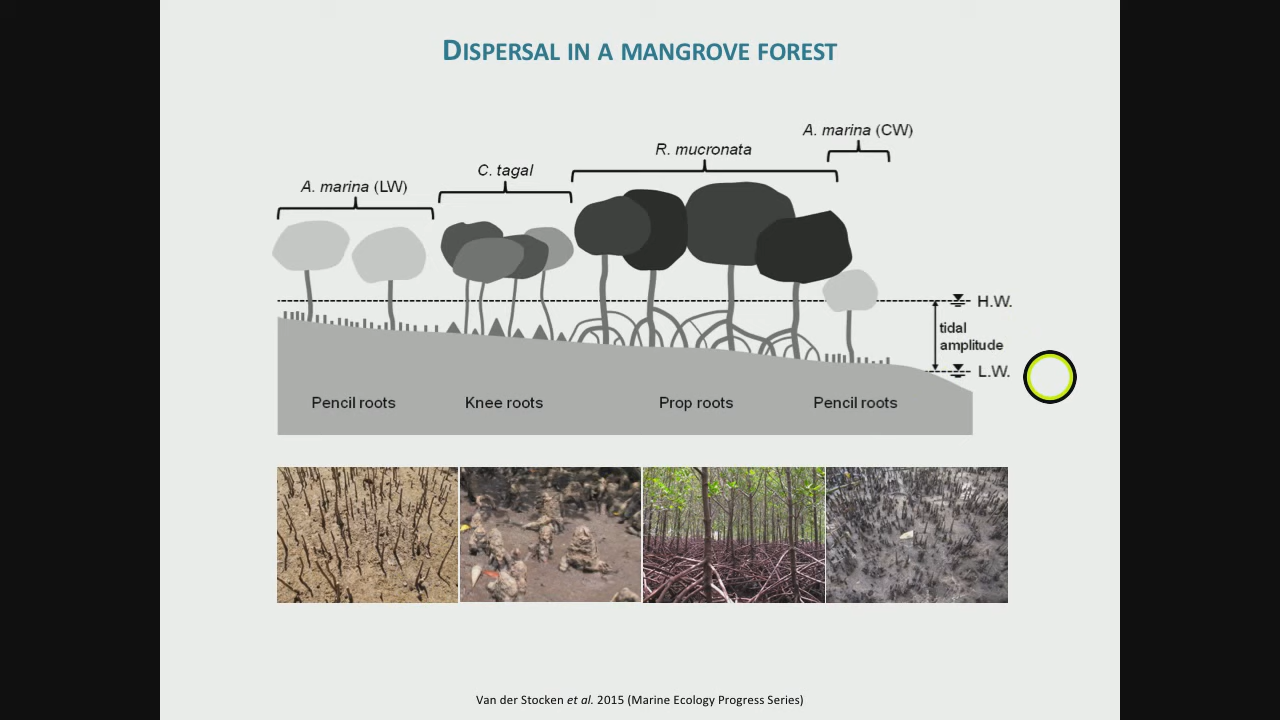 DISPERSAL IN A MANGROVE FOREST
A. marina (CW)
R. mucronata
C. tagal
A. marina (LW)
H.W.
tidal
amplitude
L.W.
Pencil roots
Knee roots
Prop roots
Pencil roots
Van der Stocken et al. 2015 (Marine Ecology Progress Series)